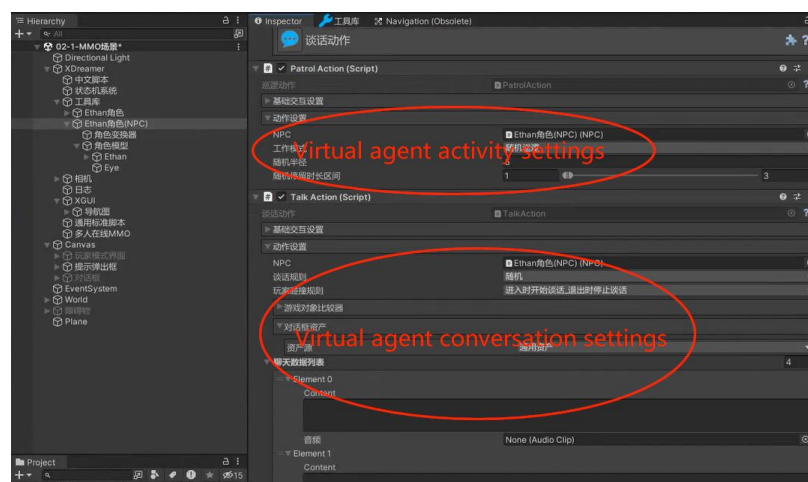 Hierarchy
All
02-1-MMO场景*
Directional Light
XDreamer
中文脚本
状态机系统
工具库
Ethan角色
Ethan角色(NPC)
角色变换器
角色模型
Ethan
Eye
相机
日志
XGUI
导航图
通用标准脚本
多人在线MMO
Canvas
玩家模式界面
提示弹出框
对话框
EventSystem
World
障碍物
Plane
Project
15
Inspector 工具库 Navigation (Obsolete)
谈话动作
Patrol Action (Script)
巡逻动作 PatrolAction
基础交互设置
动作设置
NPC Ethan角色(NPC) (NPC)
工作模式
随机半径 5
随机停留时长区间 1 3
Virtual agent activity settings
Talk Action (Script)
谈话动作 TalkAction
基础交互设置
动作设置
NPC Ethan角色(NPC) (NPC)
谈话规则 随机
玩家碰撞规则 进入时开始谈话_退出时停止谈话
游戏对象比较器
对话框资产
Virtual agent conversation settings
资产源 通用资产
聊天数据列表 4
Element 0
Content
音频 None (Audio Clip)
Element 1
Content